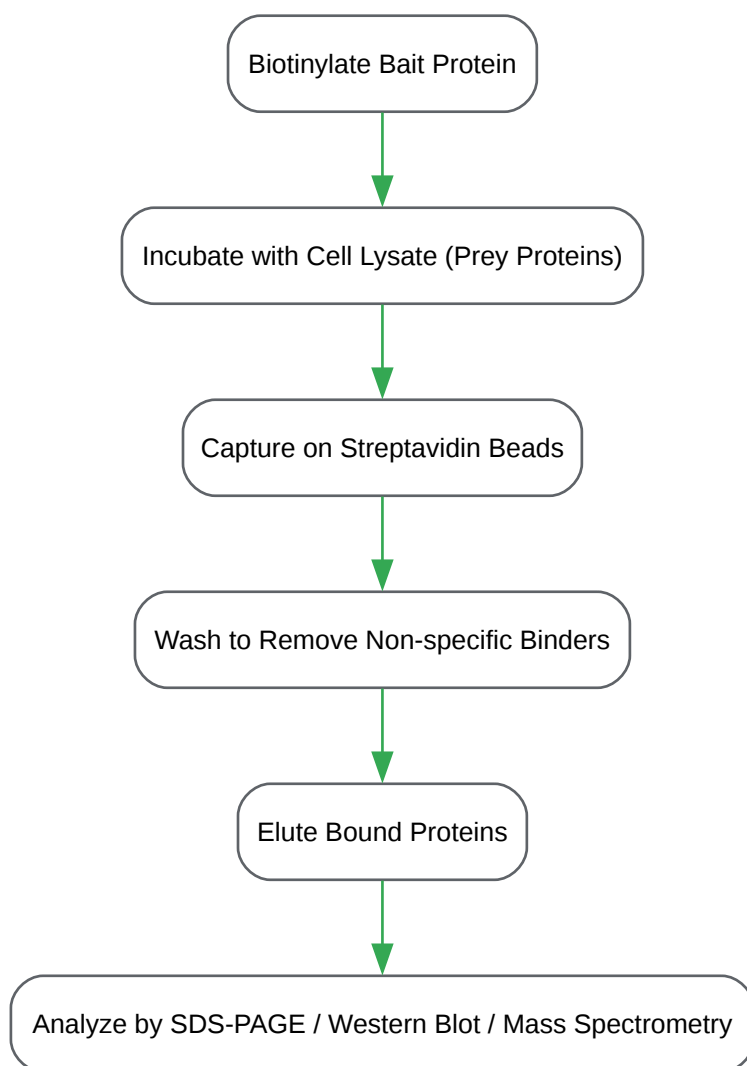 Biotinylate Bait Protein
Incubate with Cell Lysate (Prey Proteins)
Capture on Streptavidin Beads
Wash to Remove Non-specific Binders
Elute Bound Proteins
Analyze by SDS-PAGE / Western Blot / Mass Spectrometry